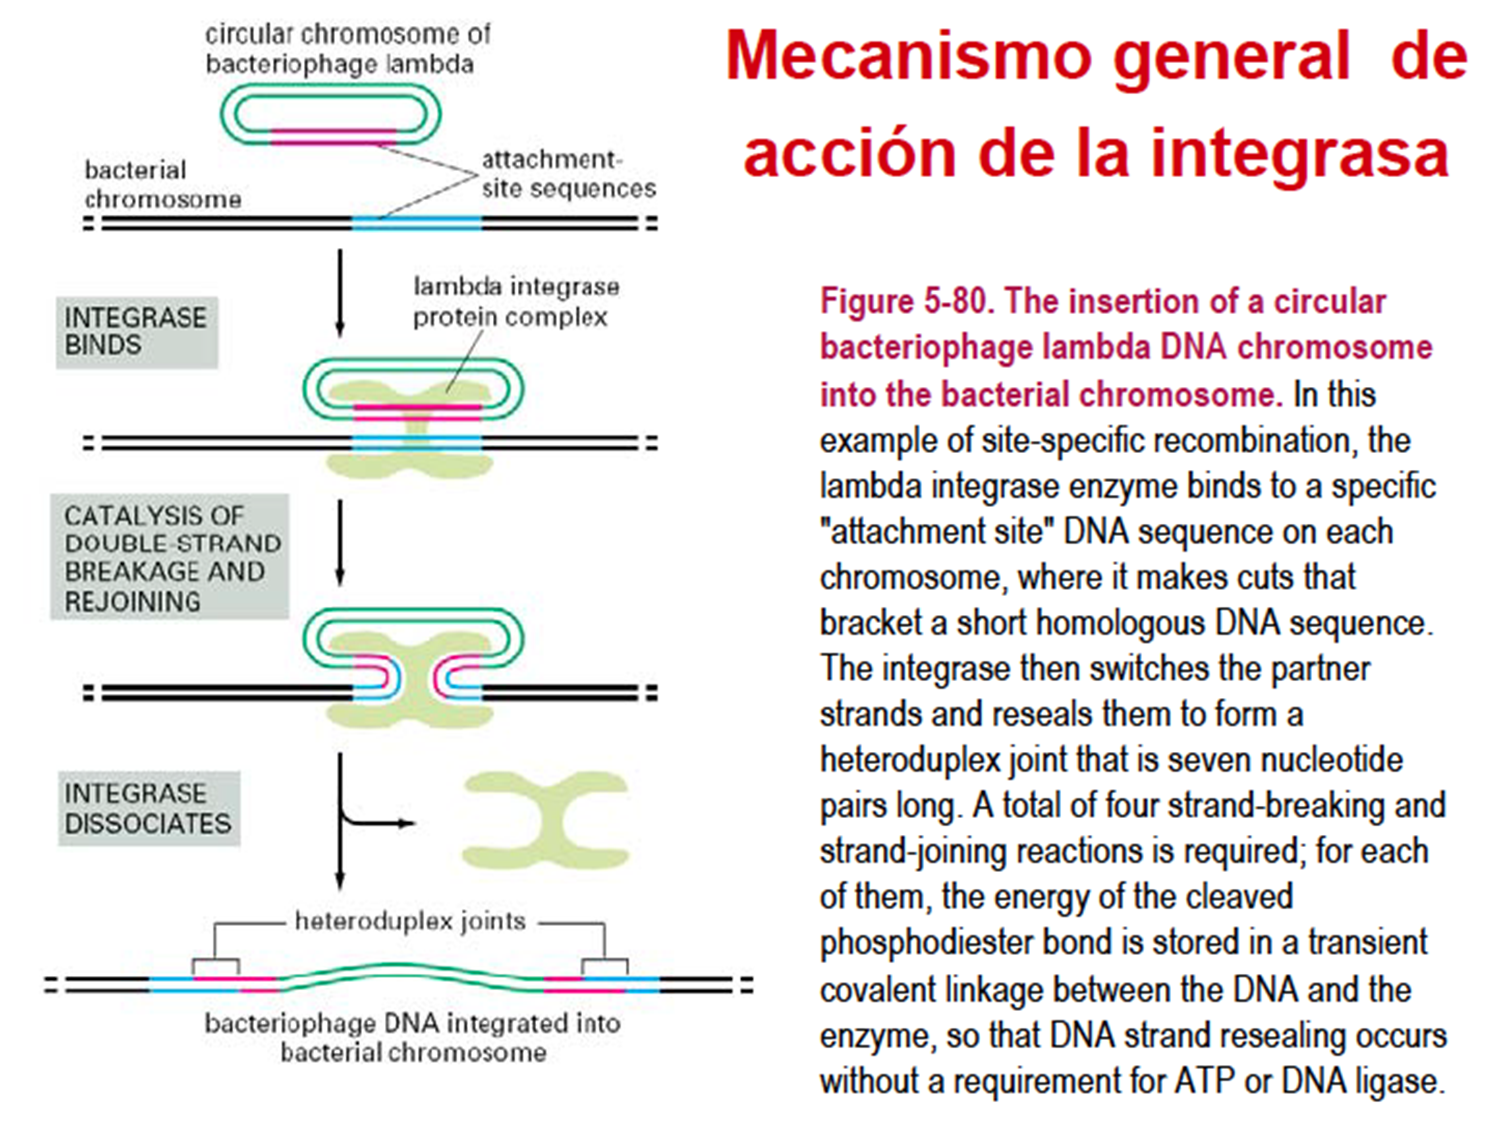 Mecanismo general de
acción de la integrasa
circular chromosome of
bacteriophage lambda
bacterial
chromosome
attachment-
site sequences
INTEGRASE
BINDS
lambda integrase
protein complex
CATALYSIS OF
DOUBLE-STRAND
BREAKAGE AND
REJOINING
INTEGRASE
DISSOCIATES
heteroduplex joints
bacteriophage DNA integrated into
bacterial chromosome
Figure 5-80. The insertion of a circular
bacteriophage lambda DNA chromosome
into the bacterial chromosome. In this
example of site-specific recombination, the
lambda integrase enzyme binds to a specific
"attachment site" DNA sequence on each
chromosome, where it makes cuts that
bracket a short homologous DNA sequence.
The integrase then switches the partner
strands and reseals them to form a
heteroduplex joint that is seven nucleotide
pairs long. A total of four strand-breaking and
strand-joining reactions is required; for each
of them, the energy of the cleaved
phosphodiester bond is stored in a transient
covalent linkage between the DNA and the
enzyme, so that DNA strand resealing occurs
without a requirement for ATP or DNA ligase.